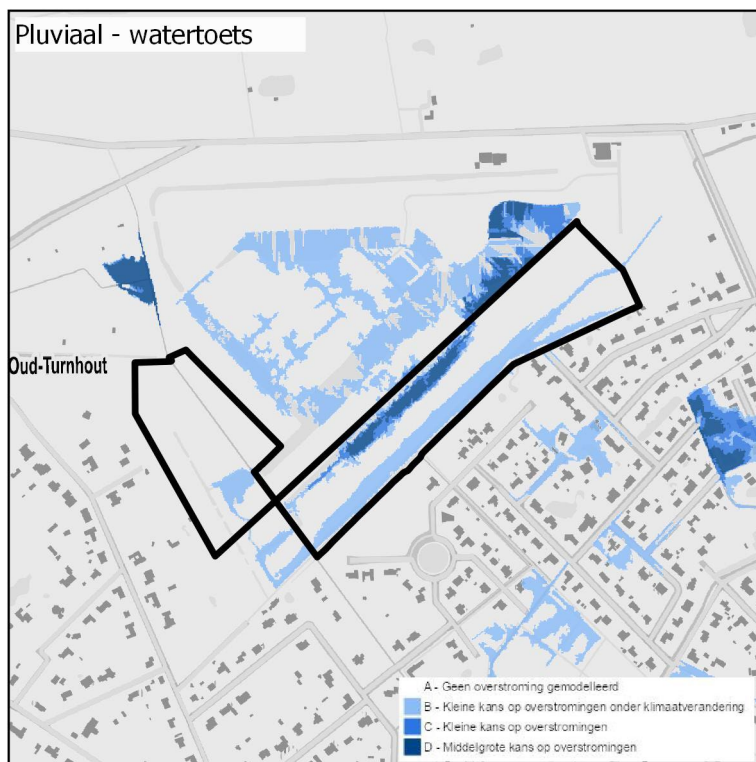 Pluviaal - watertoets
Oud-Turnhout
A - Geen overstroming gemodelleerd
B - Kleine kans op overstromingen onder klimaatverandering
C - Kleine kans op overstromingen
D - Middelgrote kans op overstromingen